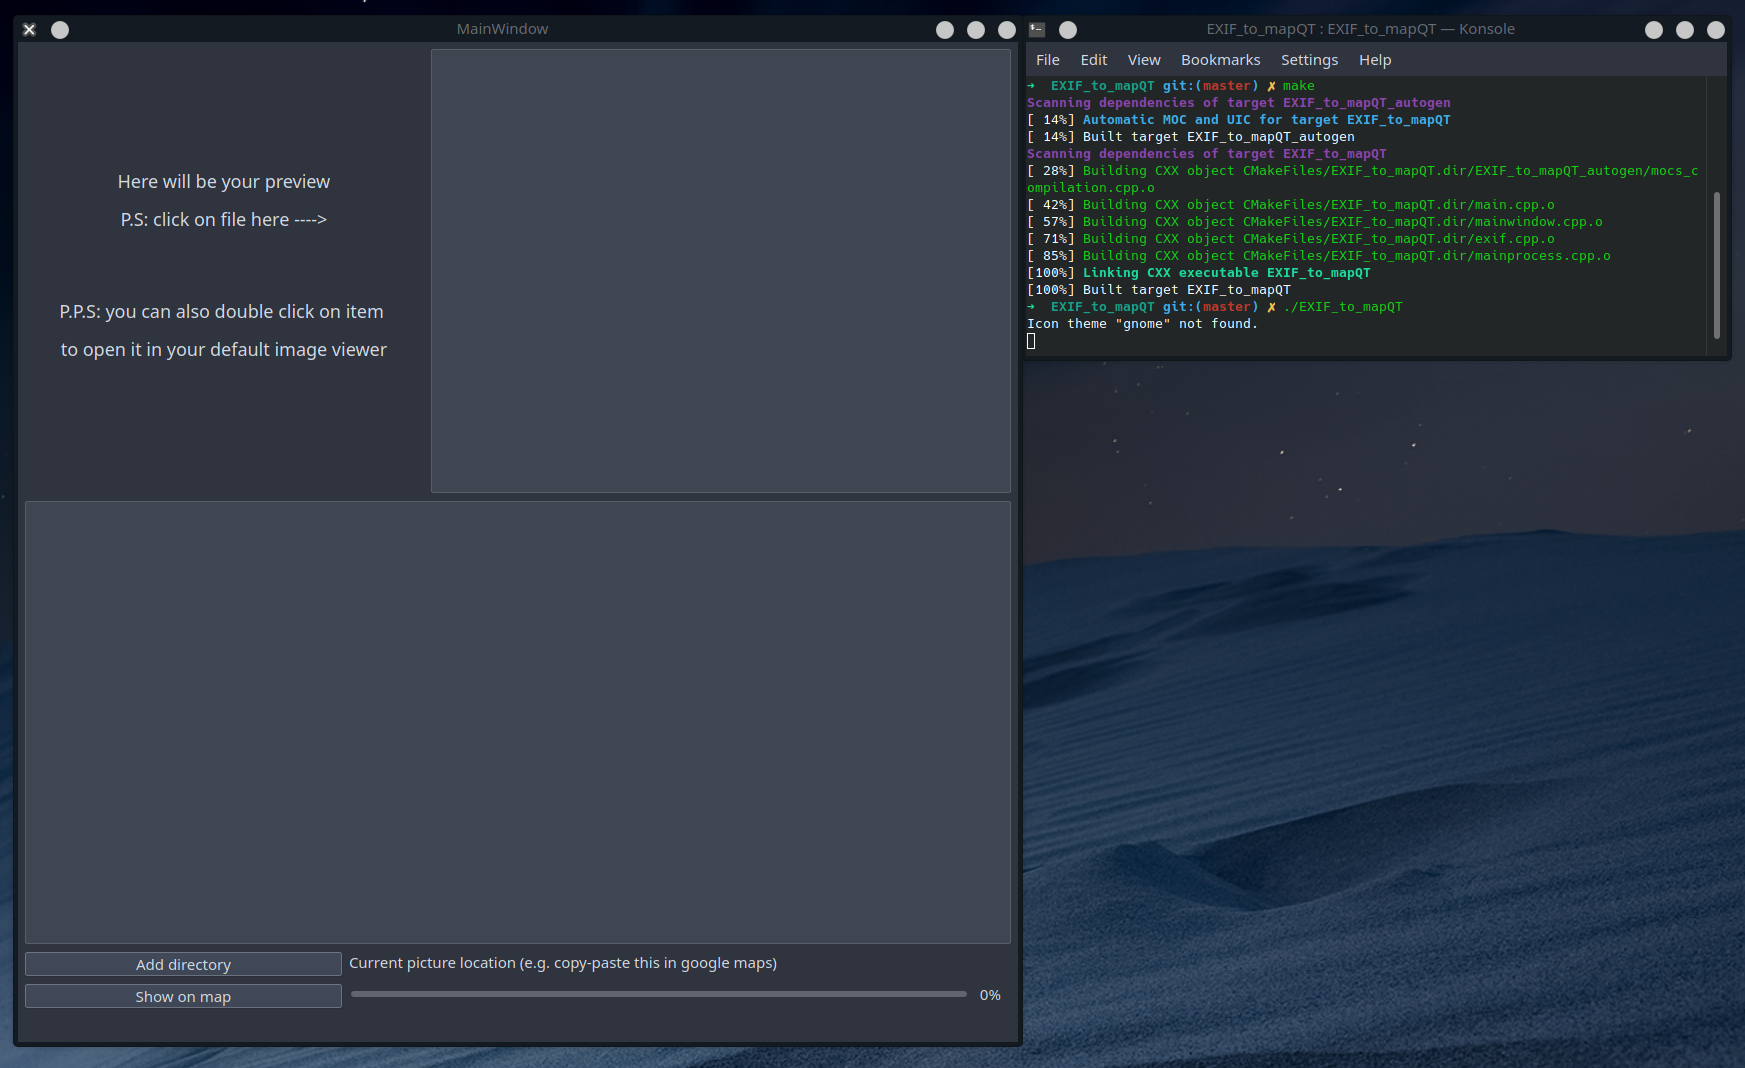 MainWindow
Here will be your preview
P.S: click on file here ---->
P.P.S: you can also double click on item
to open it in your default image viewer
Add directory
Current picture location (e.g. copy-paste this in google maps)
Show on map
0%
EXIF_to_mapQT : EXIF_to_mapQT — Konsole
File Edit View Bookmarks Settings Help
➜  EXIF_to_mapQT git:(master) ✗ make
Scanning dependencies of target EXIF_to_mapQT_autogen
[ 14%] Automatic MOC and UIC for target EXIF_to_mapQT
[ 14%] Built target EXIF_to_mapQT_autogen
Scanning dependencies of target EXIF_to_mapQT
[ 28%] Building CXX object CMakeFiles/EXIF_to_mapQT.dir/EXIF_to_mapQT_autogen/mocs_c
ompilation.cpp.o
[ 42%] Building CXX object CMakeFiles/EXIF_to_mapQT.dir/main.cpp.o
[ 57%] Building CXX object CMakeFiles/EXIF_to_mapQT.dir/mainwindow.cpp.o
[ 71%] Building CXX object CMakeFiles/EXIF_to_mapQT.dir/exif.cpp.o
[ 85%] Building CXX object CMakeFiles/EXIF_to_mapQT.dir/mainprocess.cpp.o
[100%] Linking CXX executable EXIF_to_mapQT
[100%] Built target EXIF_to_mapQT
➜  EXIF_to_mapQT git:(master) ✗ ./EXIF_to_mapQT
Icon theme "gnome" not found.